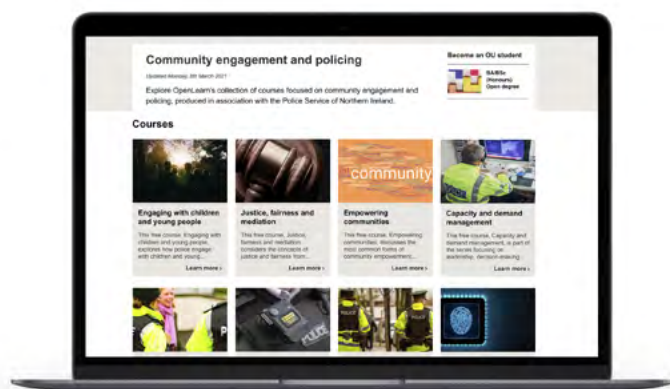 Community engagement and policing
Become an OU student
Updated Monday, 8th March 2021
Explore OpenLearn's collection of courses focused on community engagement and
policing, produced in association with the Police Service of Northern Ireland.
BA/BSc
(Honours)
Open degree
Courses
community
Engaging with children
and young people
This free course, Engaging with
children and young people,
explores how police engage
with children and young...
Learn more ›
Justice, fairness and
mediation
This free course, Justice,
fairness and mediation
considers the concepts of
justice and fairness from...
Learn more ›
Empowering
communities
This free course, Empowering
communities, discusses the
most common forms of
community empowerment,...
Learn more ›
Capacity and demand
management
This free course, Capacity and
demand management, is part of
the series focusing on
leadership, decision-making...
Learn more ›
POLICE
POLICE